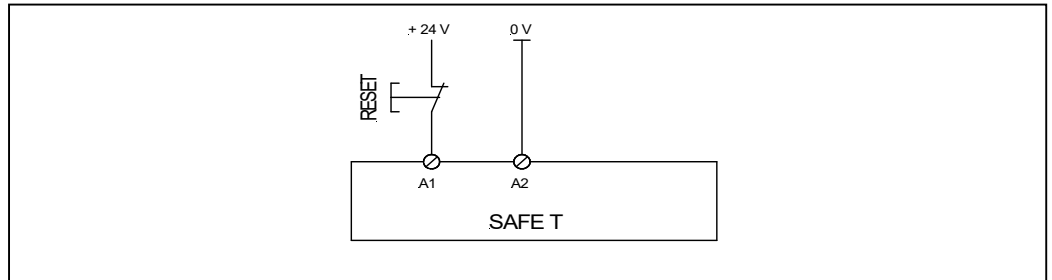 + 24 V
0 V
RESET
A1
A2
SAFE T